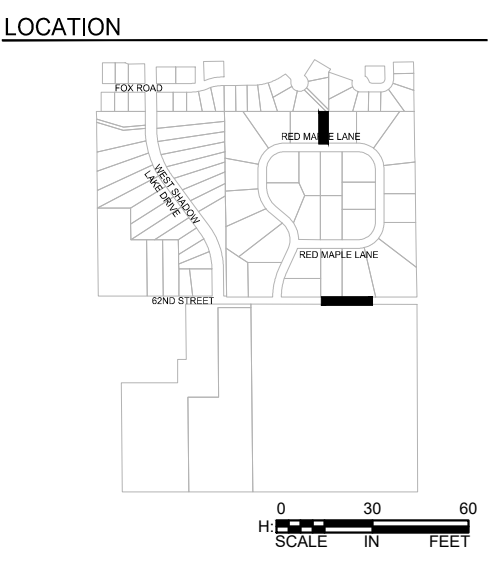 LOCATION
FOX ROAD
RED MAPLE LANE
WEST SHADOW
LAKE DRIVE
RED MAPLE LANE
62ND STREET
0 30 60
H:
SCALE IN FEET